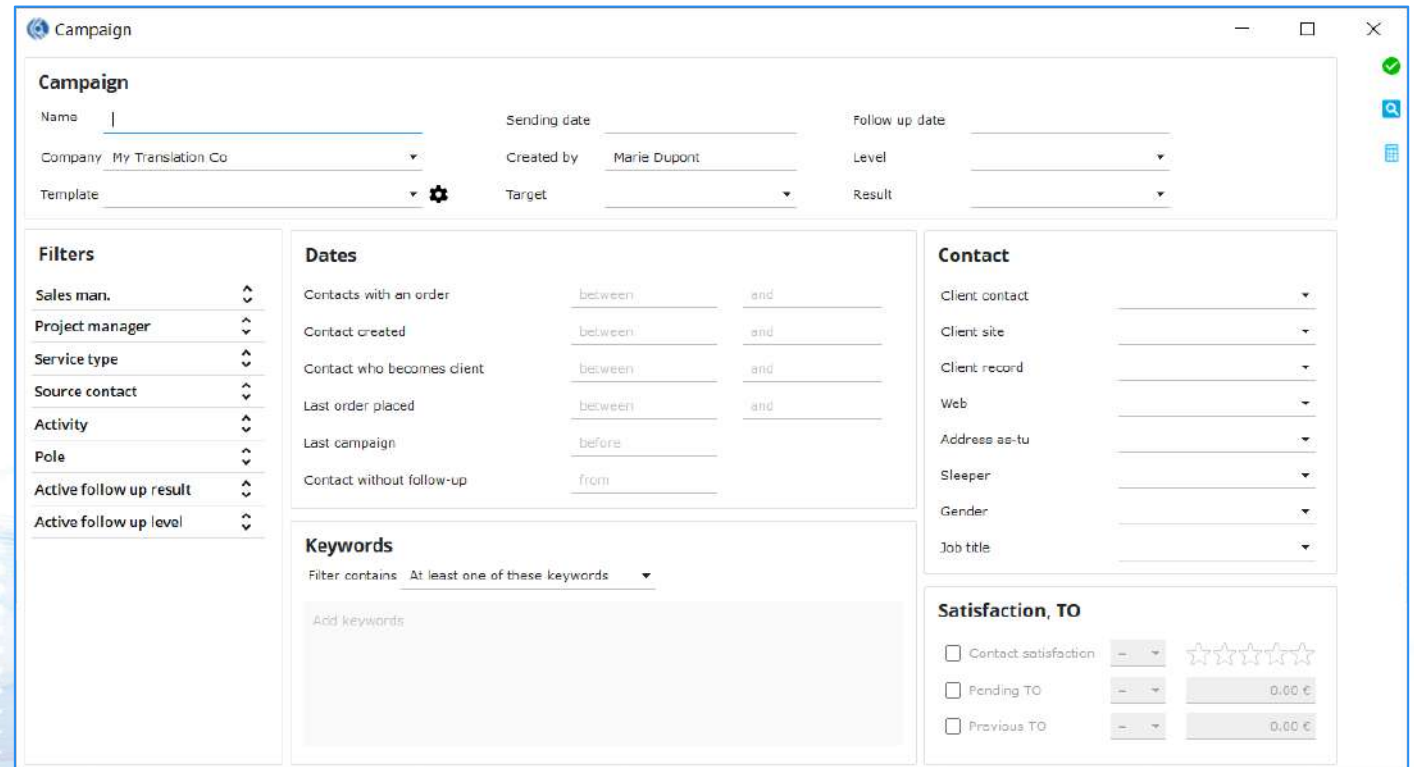 Campaign
Campaign
Name Sending date Follow up date
Company My Translation Co Created by Marie Dupont Level
Template Target Result
Filters
Sales man.
Project manager
Service type
Source contact
Activity
Pole
Active follow up result
Active follow up level
Dates
Contacts with an order between and
Contact created between and
Contact who becomes client between and
Last order placed between and
Last campaign before
Contact without follow-up from
Keywords
Filter contains At least one of these keywords
Add keywords
Contact
Client contact
Client site
Client record
Web
Address as-tu
Sleeper
Gender
Job title
Satisfaction, TO
Contact satisfaction –
Pending TO – 0.00 €
Previous TO – 0.00 €